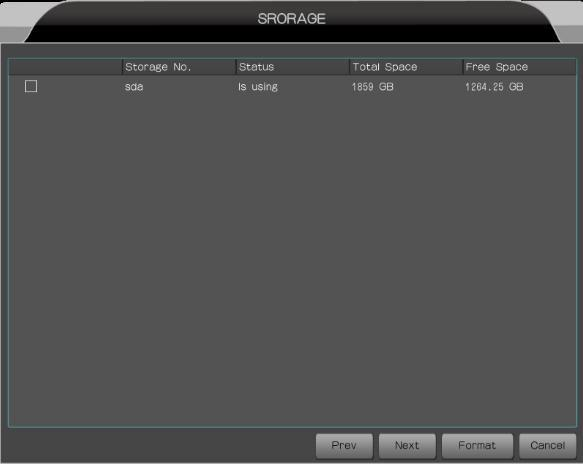 SRORAGE
Storage No. Status Total Space Free Space
sda Is using 1859 GB 1264.25 GB
Prev Next Format Cancel